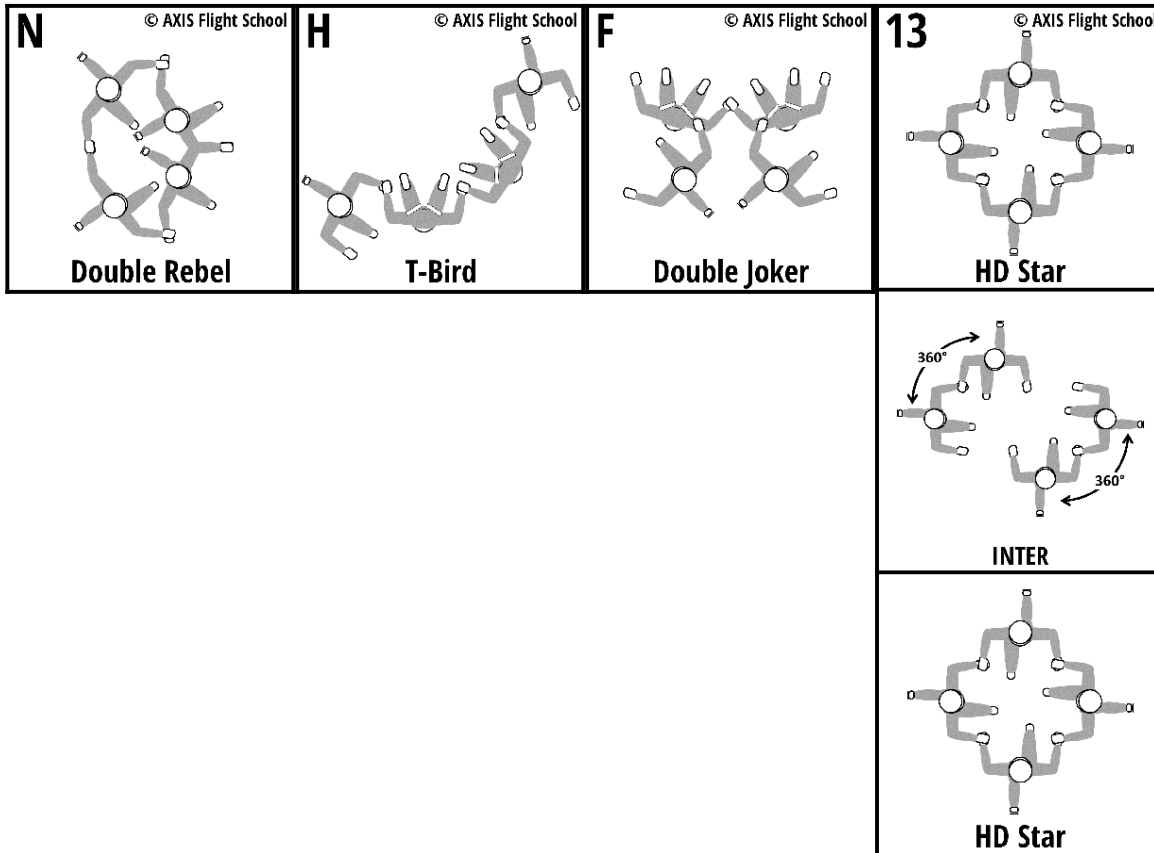 N © AXIS Flight School
Double Rebel
H © AXIS Flight School
T-Bird
F © AXIS Flight School
Double Joker
13 © AXIS Flight School
HD Star
360°
360°
INTER
HD Star